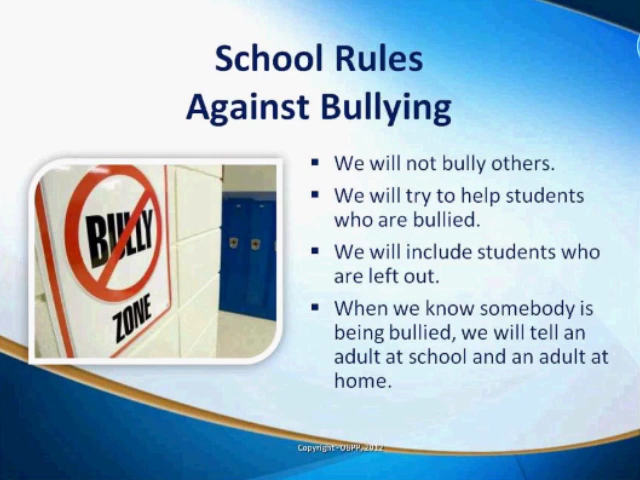 School Rules
Against Bullying
▪ We will not bully others.
▪ We will try to help students
who are bullied.
▪ We will include students who
are left out.
▪ When we know somebody is
being bullied, we will tell an
adult at school and an adult at
home.
BULLY
ZONE
Copyright- OBPP, 2012